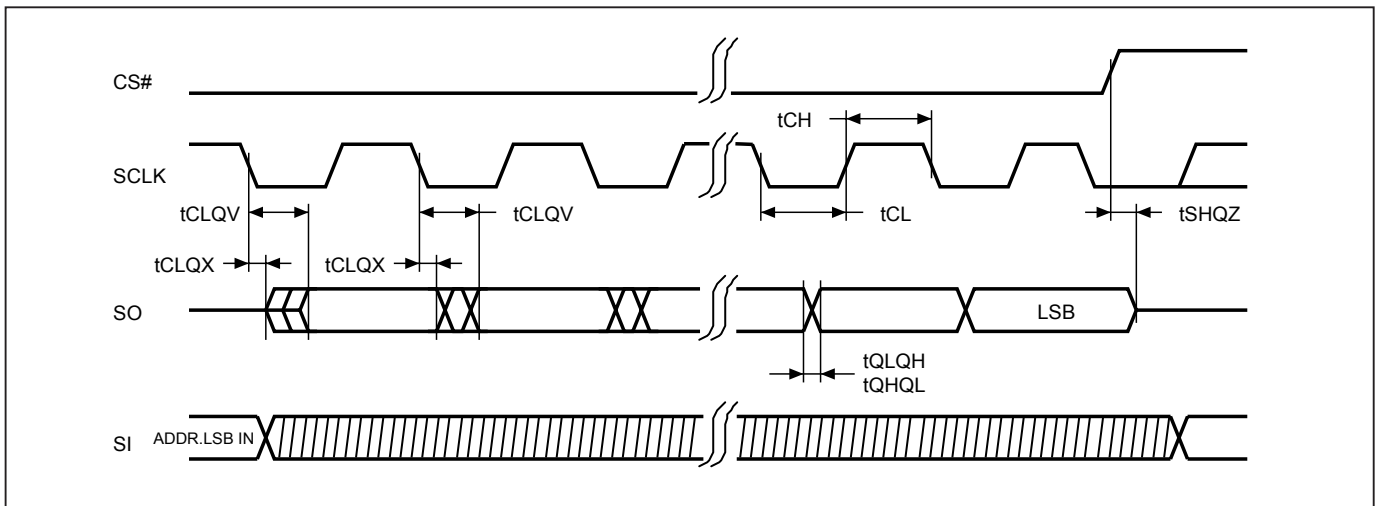 CS#
tCH
SCLK
tCLQV
tCLQV
tCL
tSHQZ
tCLQX
tCLQX
SO
LSB
tQLQH
tQHQL
SI
ADDR.LSB IN